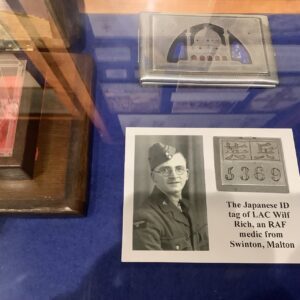 5369
The Japanese ID
tag of LAC Wilf
Rich, an RAF
medic from
Swinton, Malton